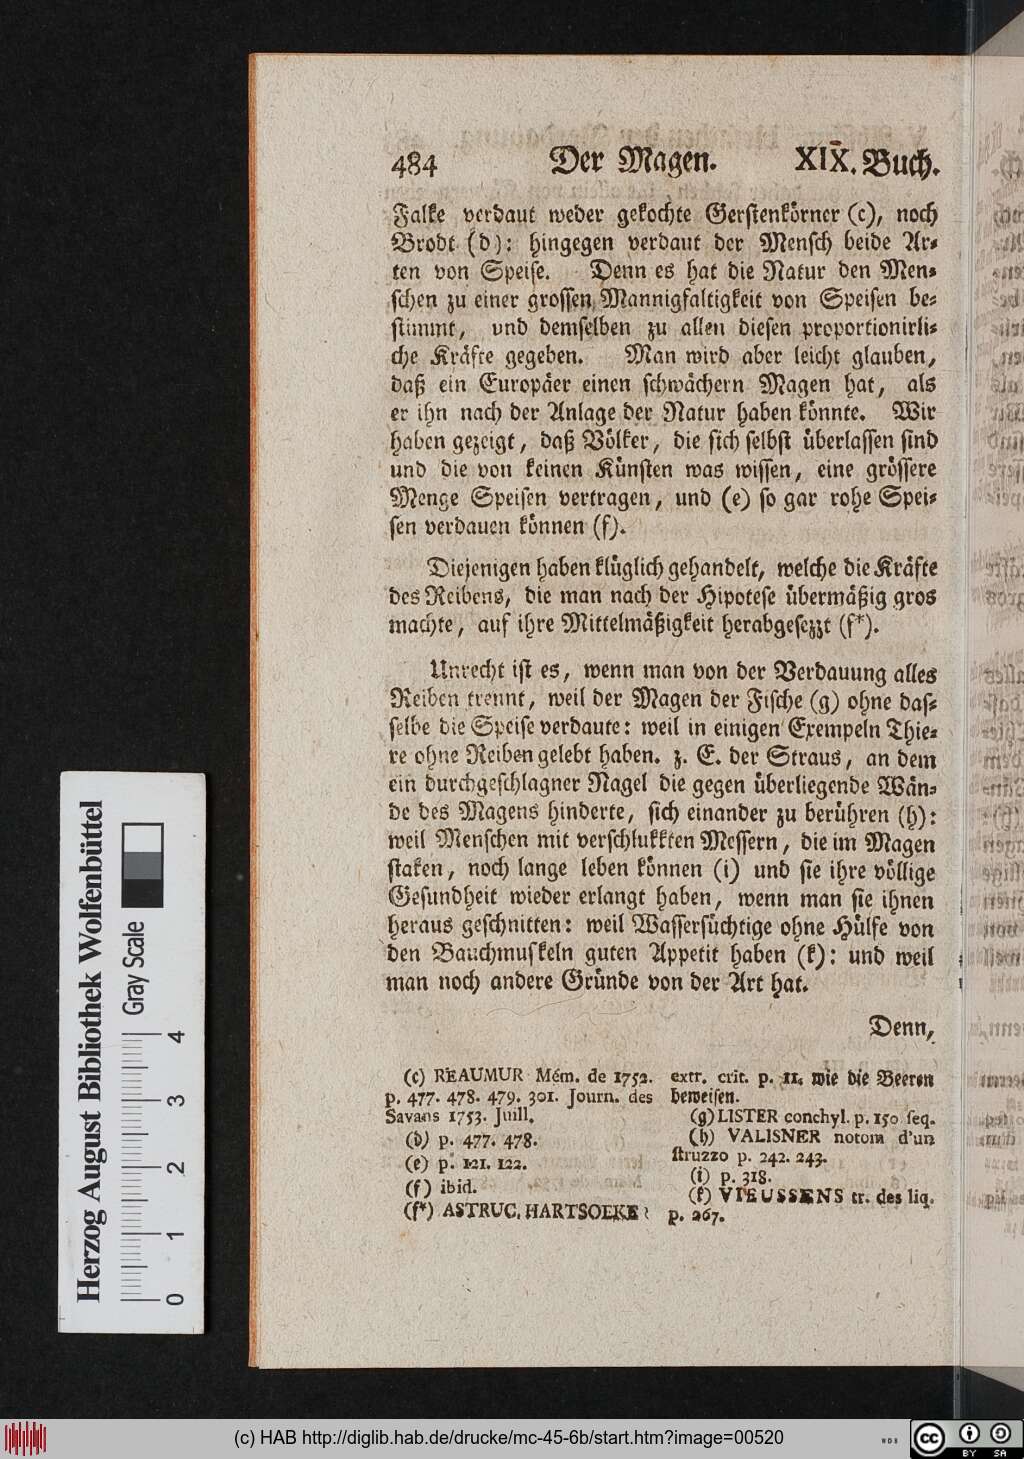 484 Der Magen. XIX. Buch.
Falke verdaut weder gekochte Gerstenkörner (c), noch
Brodt (d): hingegen verdaut der Mensch beide Ar-
ten von Speise. Denn es hat die Natur den Men-
schen zu einer grossen Mannigfaltigkeit von Speisen be-
stimmt, und demselben zu allen diesen proportionirli-
che Kräfte gegeben. Man wird aber leicht glauben,
daß ein Europäer einen schwächern Magen hat, als
er ihn nach der Anlage der Natur haben könnte. Wir
haben gezeigt, daß Völker, die sich selbst überlassen sind
und die von keinen Künsten was wissen, eine grössere
Menge Speisen vertragen, und (e) so gar rohe Spei-
sen verdauen können (f).
Diejenigen haben klüglich gehandelt, welche die Kräfte
des Reibens, die man nach der Hipotese übermäßig gros
machte, auf ihre Mittelmäßigkeit herabgesezzt (f*).
Unrecht ist es, wenn man von der Verdauung alles
Reiben trennt, weil der Magen der Fische (g) ohne das-
selbe die Speise verdaute: weil in einigen Exempeln Thie-
re ohne Reiben gelebt haben. z. E. der Straus, an dem
ein durchgeschlagner Nagel die gegen überliegende Wän-
de des Magens hinderte, sich einander zu berühren (h):
weil Menschen mit verschlukkten Messern, die im Magen
staken, noch lange leben können (i) und sie ihre völlige
Gesundheit wieder erlangt haben, wenn man sie ihnen
heraus geschnitten: weil Wassersüchtige ohne Hülfe von
den Bauchmuskeln guten Appetit haben (k): und weil
man noch andere Gründe von der Art hat.
Denn,
(c) REAUMUR Mém. de 1752.
p. 477. 478. 479. 301. Journ. des
Savans 1753. Juill.
(d) p. 477. 478.
(e) p. 121. 122.
(f) ibid.
(f*) ASTRUC. HARTSOEKE
extr. crit. p. 11. wie die Beeren
beweisen.
(g) LISTER conchyl. p. 150 seq.
(h) VALISNER notom d'un
struzzo p. 242. 243.
(i) p. 318.
(k) VIEUSSENS tr. des liq.
p. 267.
Herzog August Bibliothek Wolfenbüttel
Gray Scale
0 1 2 3 4
(c) HAB http://diglib.hab.de/drucke/mc-45-6b/start.htm?image=00520
WDB
cc BY SA